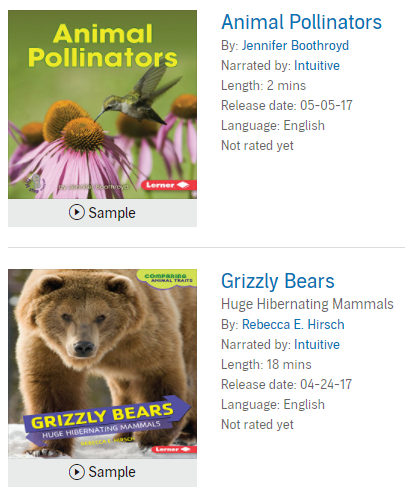 Animal
Pollinators
by Jennifer Boothroyd
Lerner
Sample
Animal Pollinators
By: Jennifer Boothroyd
Narrated by: Intuitive
Length: 2 mins
Release date: 05-05-17
Language: English
Not rated yet
COMPARING
ANIMAL TRAITS
GRIZZLY BEARS
HUGE HIBERNATING MAMMALS
REBECCA E. HIRSCH
Lerner
Sample
Grizzly Bears
Huge Hibernating Mammals
By: Rebecca E. Hirsch
Narrated by: Intuitive
Length: 18 mins
Release date: 04-24-17
Language: English
Not rated yet